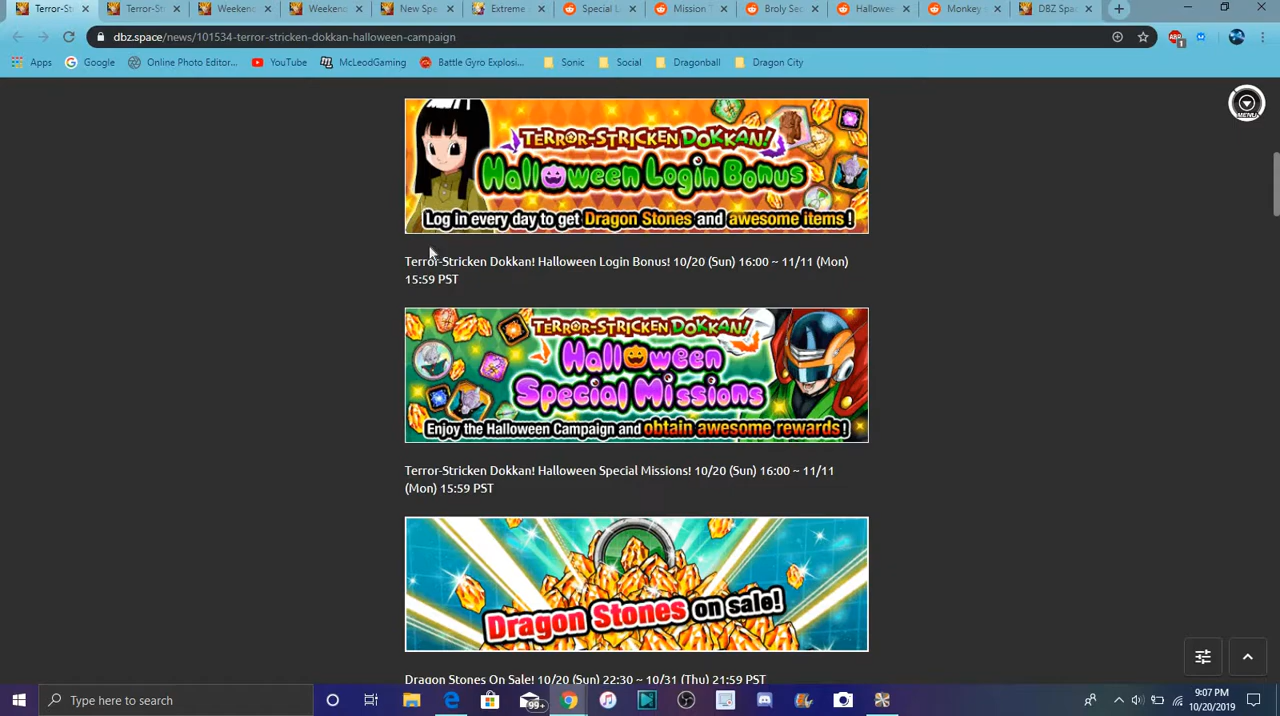 Terror-St
Terror-St
Weekend
Weekend
New Spe
Extreme
Special Li
Mission T
Broly Sec
Hallowee
Monkey
DBZ Spac
dbz.space/news/101534-terror-stricken-dokkan-halloween-campaign
1
Apps
Google
Online Photo Editor...
YouTube
McLeodGaming
Battle Gyro Explosi...
Sonic
Social
Dragonball
Dragon City
MENU
TERROR-STRICKEN DOKKAN!
Halloween Login Bonus
Log in every day to get Dragon Stones and awesome items!
Terror-Stricken Dokkan! Halloween Login Bonus! 10/20 (Sun) 16:00 ~ 11/11 (Mon)
15:59 PST
TERROR-STRICKEN DOKKAN!
Halloween
Special Missions
Enjoy the Halloween Campaign and obtain awesome rewards!
Terror-Stricken Dokkan! Halloween Special Missions! 10/20 (Sun) 16:00 ~ 11/11
(Mon) 15:59 PST
Dragon Stones on sale!
Dragon Stones On Sale! 10/20 (Sun) 22:30 ~ 10/31 (Thu) 21:59 PST
Type here to search
99+
9:07 PM
10/20/2019